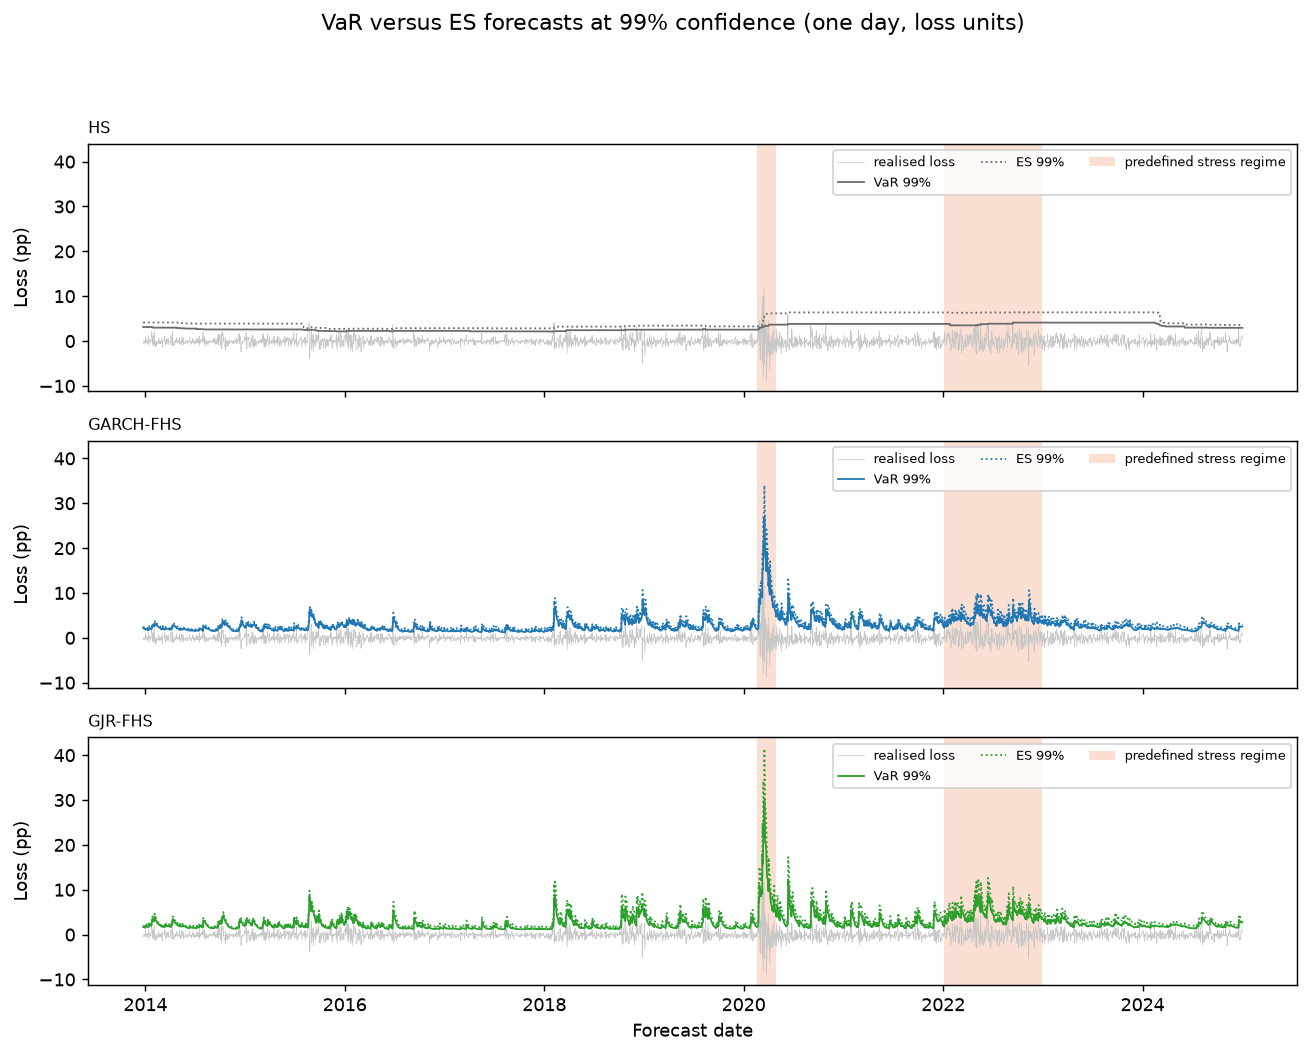 VaR versus ES forecasts at 99% confidence (one day, loss units)
HS
Loss (pp)
40
30
20
10
0
−10
realised loss
VaR 99%
ES 99%
predefined stress regime
GARCH-FHS
Loss (pp)
40
30
20
10
0
−10
realised loss
VaR 99%
ES 99%
predefined stress regime
GJR-FHS
Loss (pp)
40
30
20
10
0
−10
realised loss
VaR 99%
ES 99%
predefined stress regime
2014
2016
2018
2020
2022
2024
Forecast date